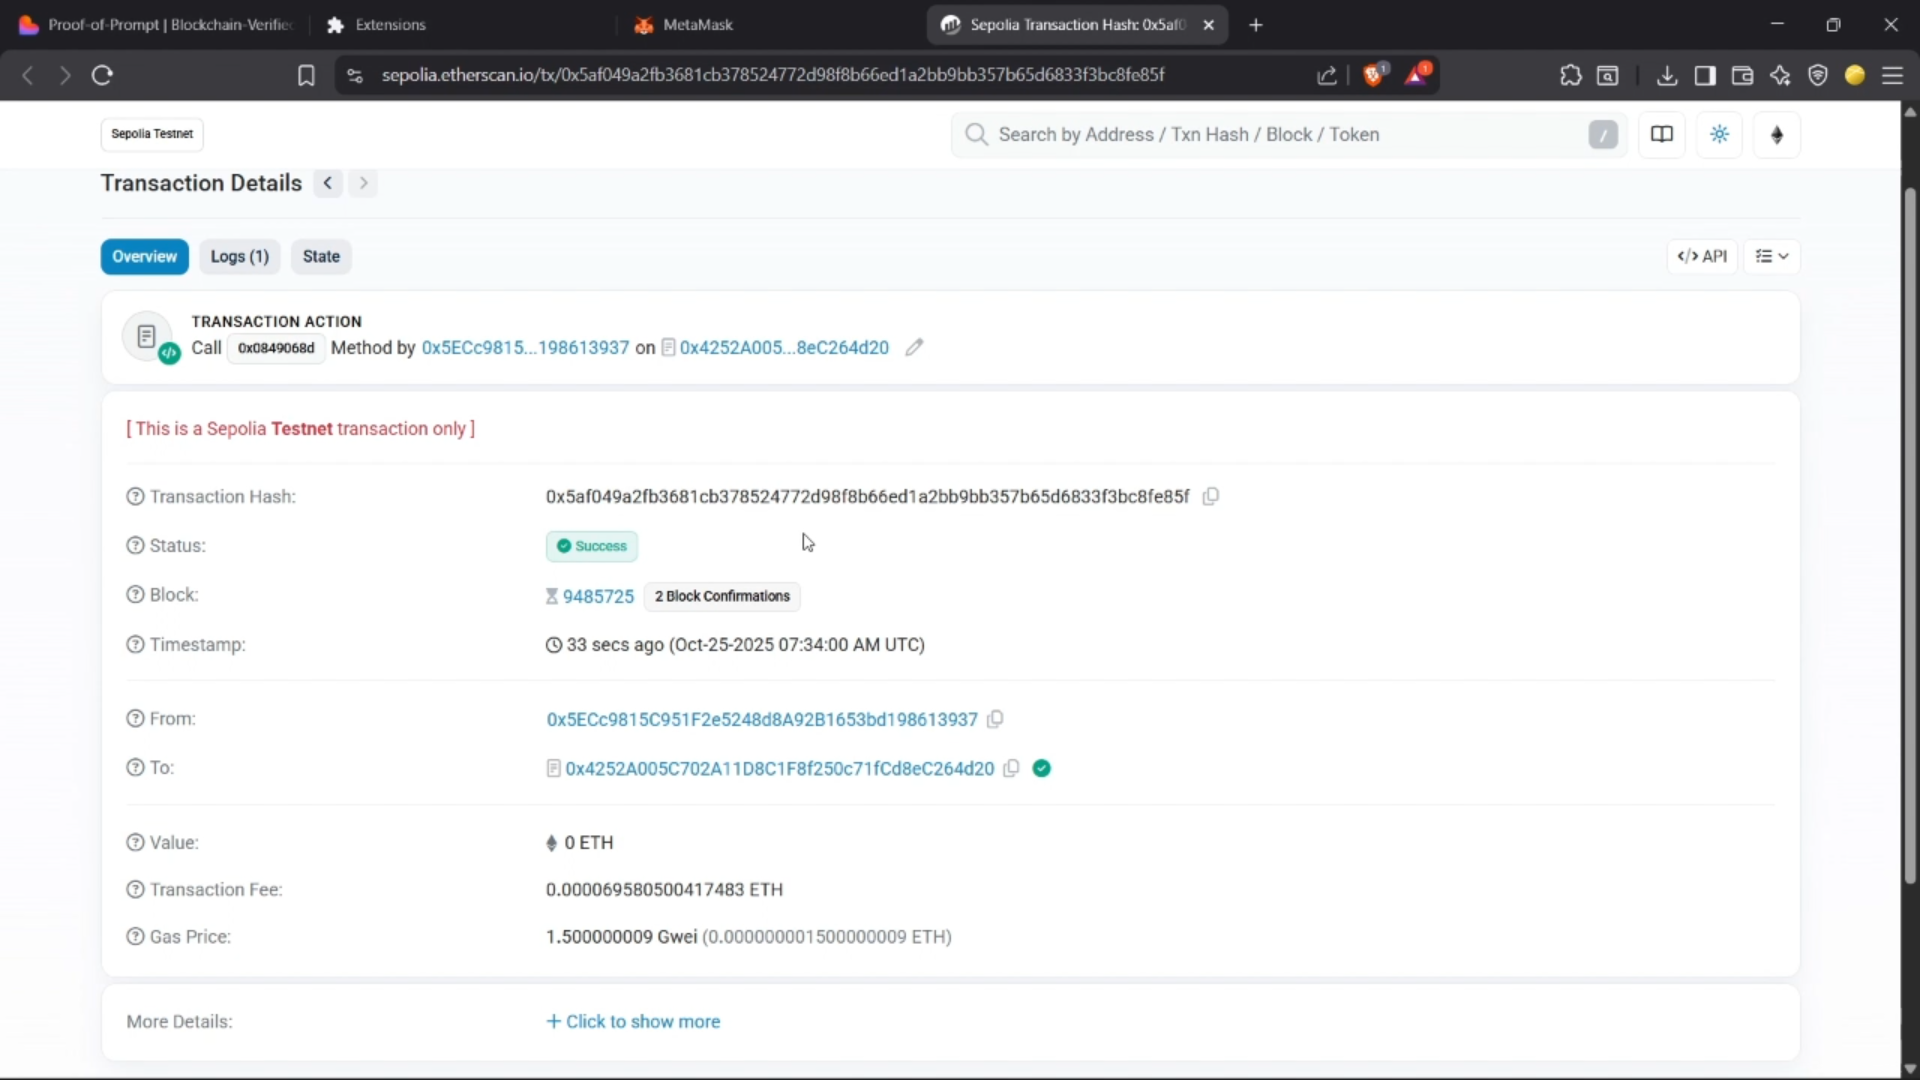 Proof-of-Prompt | Blockchain-Verifie
Extensions
MetaMask
Sepolia Transaction Hash: 0x5af0
sepolia.etherscan.io/tx/0x5af049a2fb3681cb378524772d98f8b66ed1a2bb9bb357b65d6833f3bc8fe85f
1
1
Sepolia Testnet
Search by Address / Txn Hash / Block / Token
/
Transaction Details
Overview
Logs (1)
State
</> API
TRANSACTION ACTION
Call 0x0849068d Method by 0x5ECc9815...198613937 on 0x4252A005...8eC264d20
[ This is a Sepolia Testnet transaction only ]
Transaction Hash:
0x5af049a2fb3681cb378524772d98f8b66ed1a2bb9bb357b65d6833f3bc8fe85f
Status:
Success
Block:
9485725 2 Block Confirmations
Timestamp:
33 secs ago (Oct-25-2025 07:34:00 AM UTC)
From:
0x5ECc9815C951F2e5248d8A92B1653bd198613937
To:
0x4252A005C702A11D8C1F8f250c71fCd8eC264d20
Value:
0 ETH
Transaction Fee:
0.000069580500417483 ETH
Gas Price:
1.500000009 Gwei (0.000000001500000009 ETH)
More Details:
+ Click to show more